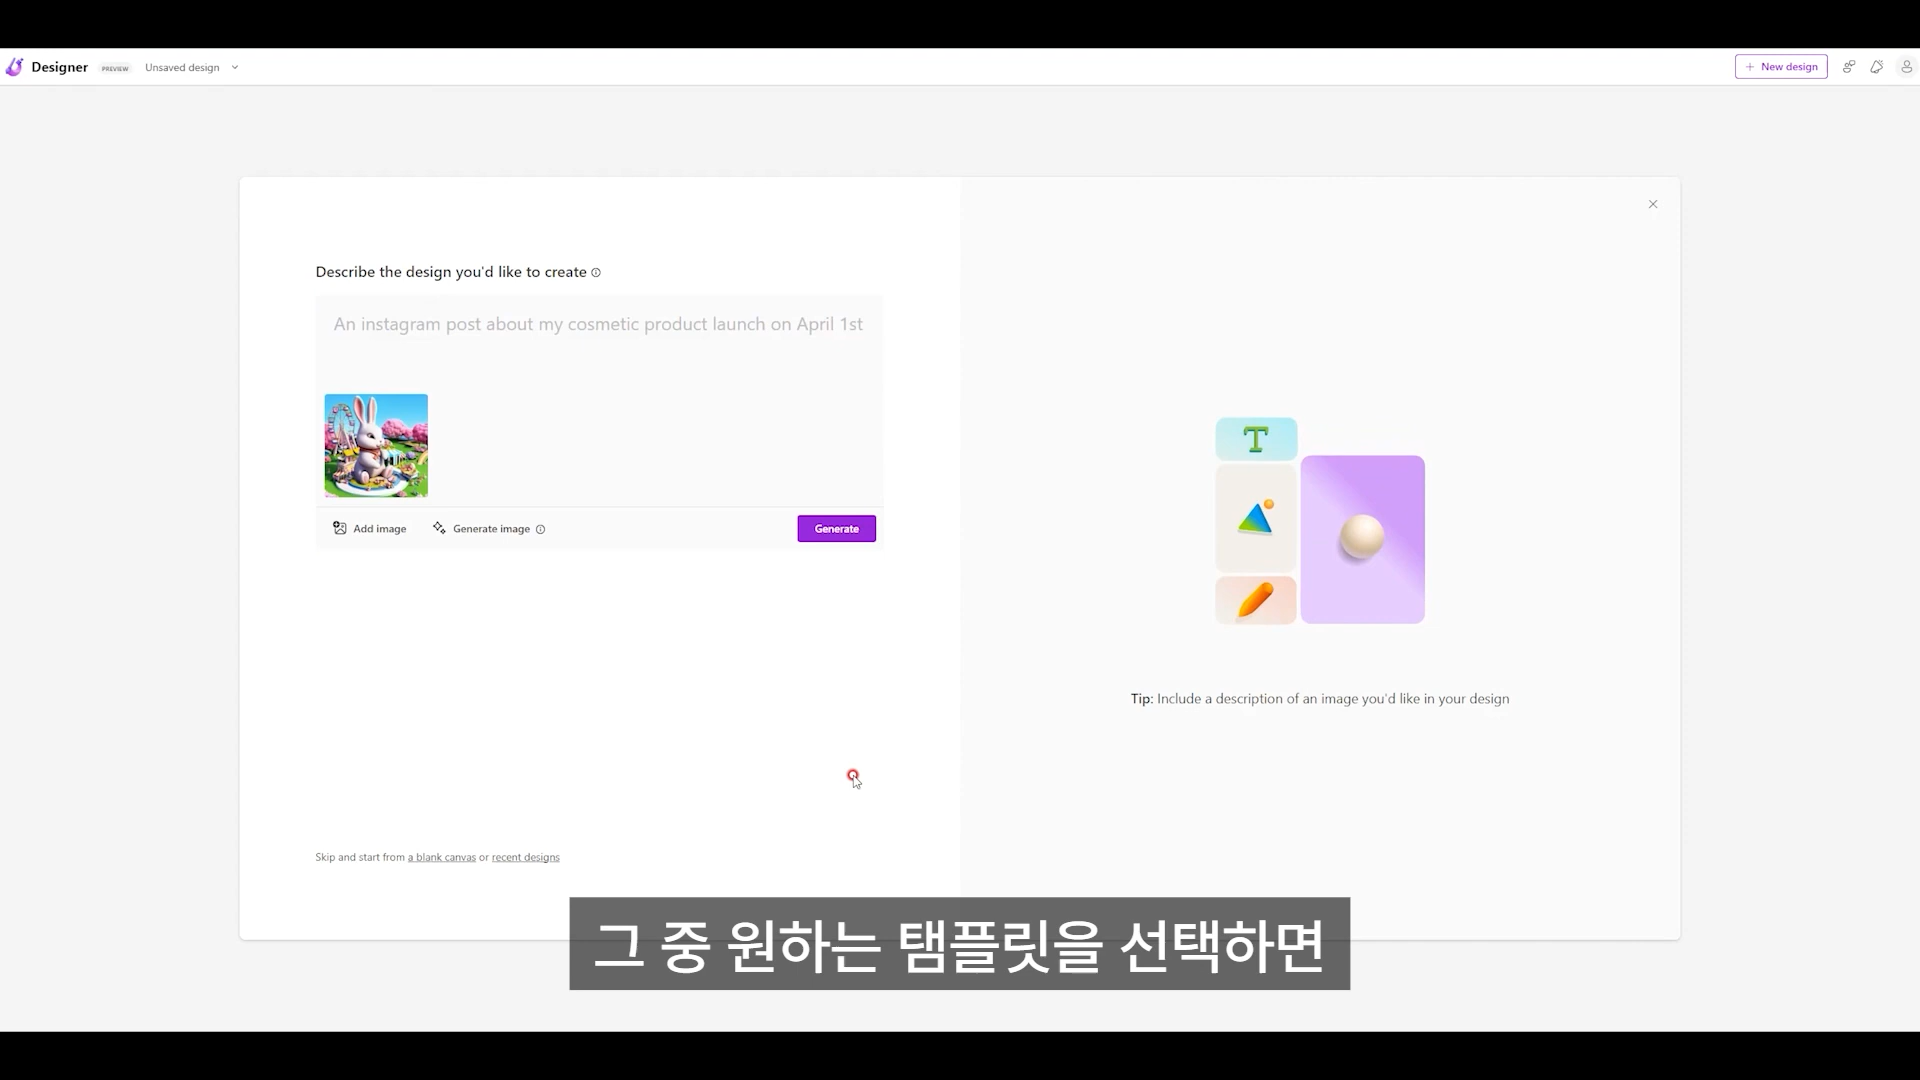 Designer PREVIEW Unsaved design
New design
Describe the design you'd like to create
An instagram post about my cosmetic product launch on April 1st
Add image Generate image Generate
T
Tip: Include a description of an image you'd like in your design
Skip and start from a blank canvas or recent designs
그 중 원하는 탬플릿을 선택하면